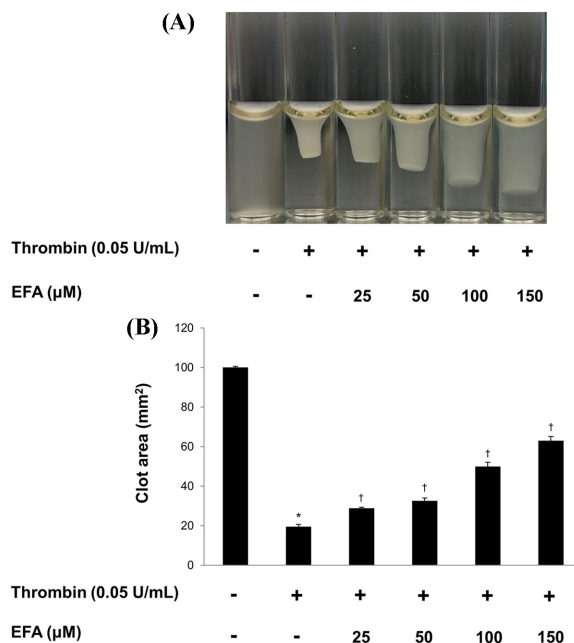 (A)
Thrombin (0.05 U/mL) - + + + + +
EFA (μM) - - 25 50 100 150
(B)
Clot area (mm²)
120
100
80
60
40
20
0
* † † † †
Thrombin (0.05 U/mL) - + + + + +
EFA (μM) - - 25 50 100 150